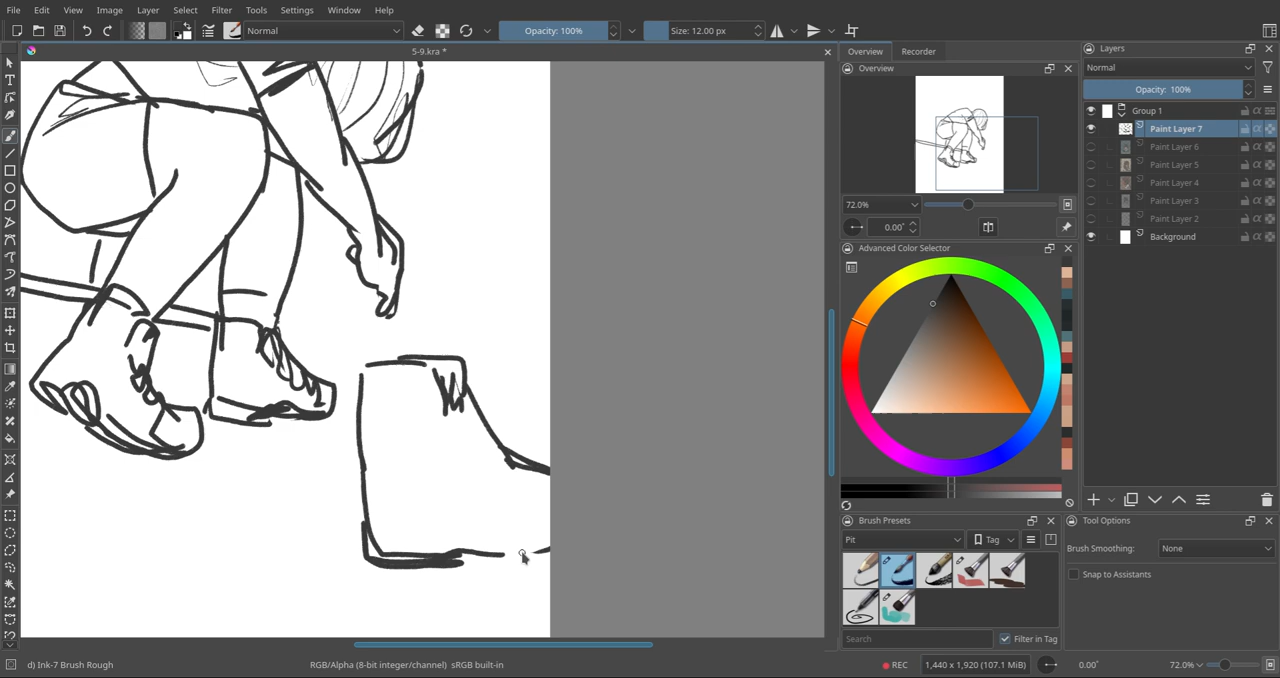 File Edit View Image Layer Select Filter Tools Settings Window Help
Normal Opacity: 100% Size: 12.00 px
5-9.kra *
Overview Recorder
Overview
72.0%
0.00°
Advanced Color Selector
Brush Presets
Pit Tag
Search Filter in Tag
Layers
Normal
Opacity: 100%
Group 1
Paint Layer 7
Paint Layer 6
Paint Layer 5
Paint Layer 4
Paint Layer 3
Paint Layer 2
Background
Tool Options
Brush Smoothing: None
Snap to Assistants
d) Ink-7 Brush Rough RGB/Alpha (8-bit integer/channel) sRGB built-in REC 1,440 x 1,920 (107.1 MiB) 0.00° 72.0%